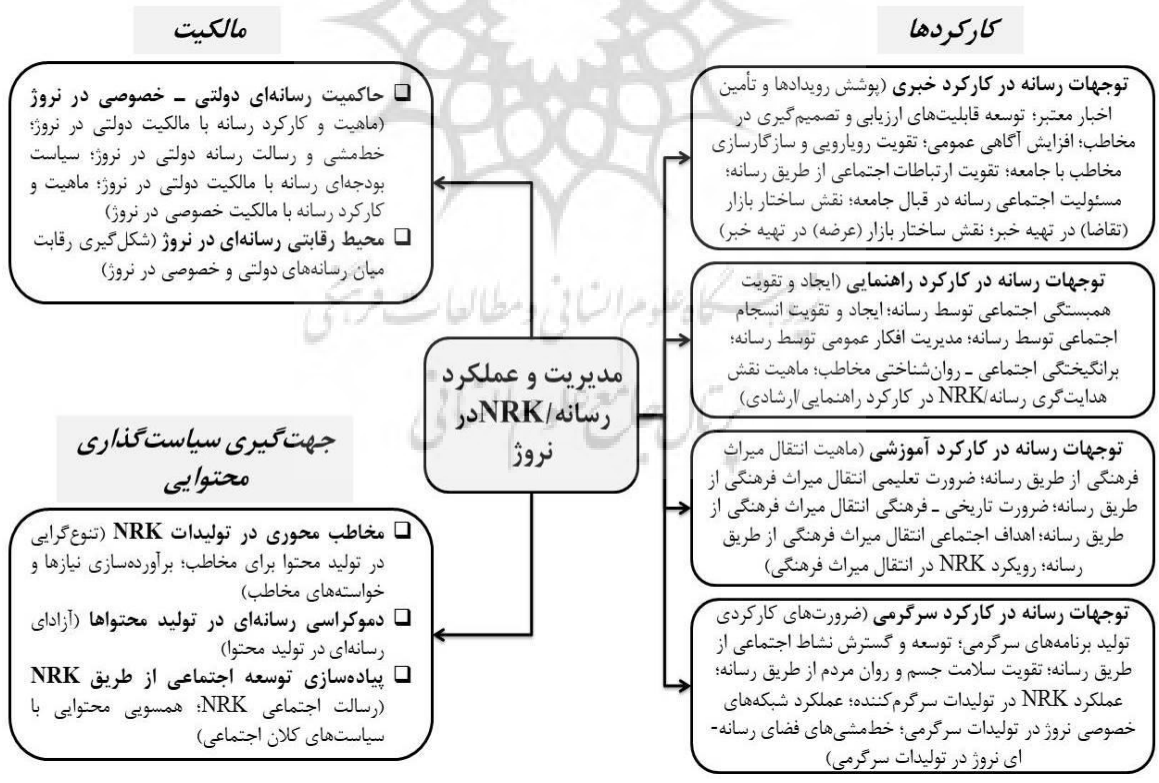 کارکردها
توجهات رسانه در کارکرد خبری (پوشش رویدادها و تأمین
اخبار معتبر؛ توسعه قابلیت‌های ارزیابی و تصمیم‌گیری در
مخاطب؛ افزایش آگاهی عمومی؛ تقویت رویارویی و سازگارسازی
مخاطب با جامعه؛ تقویت ارتباطات اجتماعی از طریق رسانه؛
مسئولیت اجتماعی رسانه در قبال جامعه؛ نقش ساختار بازار
(تقاضا) در تهیه خبر؛ نقش ساختار بازار (عرضه) در تهیه خبر)
توجهات رسانه در کارکرد راهنمایی (ایجاد و تقویت
همبستگی اجتماعی توسط رسانه؛ ایجاد و تقویت انسجام
اجتماعی توسط رسانه؛ مدیریت افکار عمومی توسط رسانه؛
برانگیختگی اجتماعی ـ روان‌شناختی مخاطب؛ ماهیت نقش
هدایت‌گری رسانه/NRK در کارکرد راهنمایی/ارشادی)
توجهات رسانه در کارکرد آموزشی (ماهیت انتقال میراث
فرهنگی از طریق رسانه؛ ضرورت تعلیمی انتقال میراث فرهنگی از
طریق رسانه؛ ضرورت تاریخی ـ فرهنگی انتقال میراث فرهنگی از
طریق رسانه؛ اهداف اجتماعی انتقال میراث فرهنگی از طریق
رسانه؛ رویکرد NRK در انتقال میراث فرهنگی)
توجهات رسانه در کارکرد سرگرمی (ضرورت‌های کارکردی
تولید برنامه‌های سرگرمی؛ توسعه و گسترش نشاط اجتماعی از
طریق رسانه؛ تقویت سلامت جسم و روان مردم از طریق رسانه؛
عملکرد NRK در تولیدات سرگرم‌کننده؛ عملکرد شبکه‌های
خصوصی نروژ در تولیدات سرگرمی؛ خط‌مشی‌های فضای رسانه-
ای نروژ در تولیدات سرگرمی)
مدیریت و عملکرد
رسانه/NRKدر
نروژ
مالکیت
❑ حاکمیت رسانه‌ای دولتی ـ خصوصی در نروژ
(ماهیت و کارکرد رسانه با مالکیت دولتی در نروژ؛
خط‌مشی و رسالت رسانه دولتی در نروژ؛ سیاست
بودجه‌ای رسانه با مالکیت دولتی در نروژ؛ ماهیت و
کارکرد رسانه با مالکیت خصوصی در نروژ)
❑ محیط رقابتی رسانه‌ای در نروژ (شکل‌گیری رقابت
میان رسانه‌های دولتی و خصوصی در نروژ)
جهت‌گیری سیاست‌گذاری
محتوایی
❑ مخاطب محوری در تولیدات NRK (تنوع‌گرایی
در تولید محتوا برای مخاطب؛ برآورده‌سازی نیازها و
خواسته‌های مخاطب)
❑ دموکراسی رسانه‌ای در تولید محتواها (آزادای
رسانه‌ای در تولید محتوا)
❑ پیاده‌سازی توسعه اجتماعی از طریق NRK
(رسالت اجتماعی NRK؛ همسویی محتوایی با
سیاست‌های کلان اجتماعی)